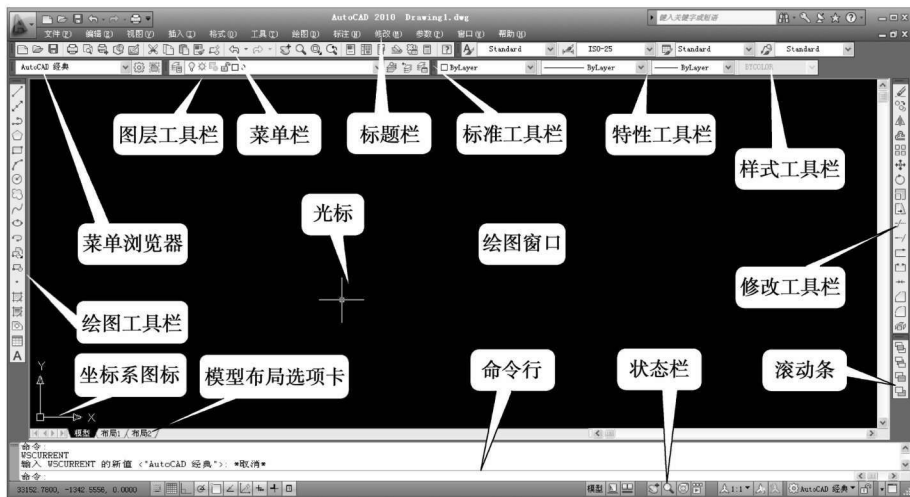 AutoCAD 2010 Drawing1.dwg
键入关键字或短语
文件(F) 编辑(E) 视图(V) 插入(I) 格式(O) 工具(T) 绘图(D) 标注(N) 修改(M) 参数(P) 窗口(W) 帮助(H)
Standard ISO-25 Standard Standard
AutoCAD 经典 0 ByLayer ByLayer ByLayer BYCOLOR
图层工具栏 菜单栏 标题栏 标准工具栏 特性工具栏
样式工具栏
光标
菜单浏览器 绘图窗口
修改工具栏
绘图工具栏
A
Y
坐标系图标 模型布局选项卡 命令行 状态栏 滚动条
X
模型 布局1 布局2
命令:
WSCURRENT
输入 WSCURRENT 的新值 <"AutoCAD 经典">: *取消*
命令:
33152.7600, -1342.5556, 0.0000 模型 1:1 AutoCAD 经典